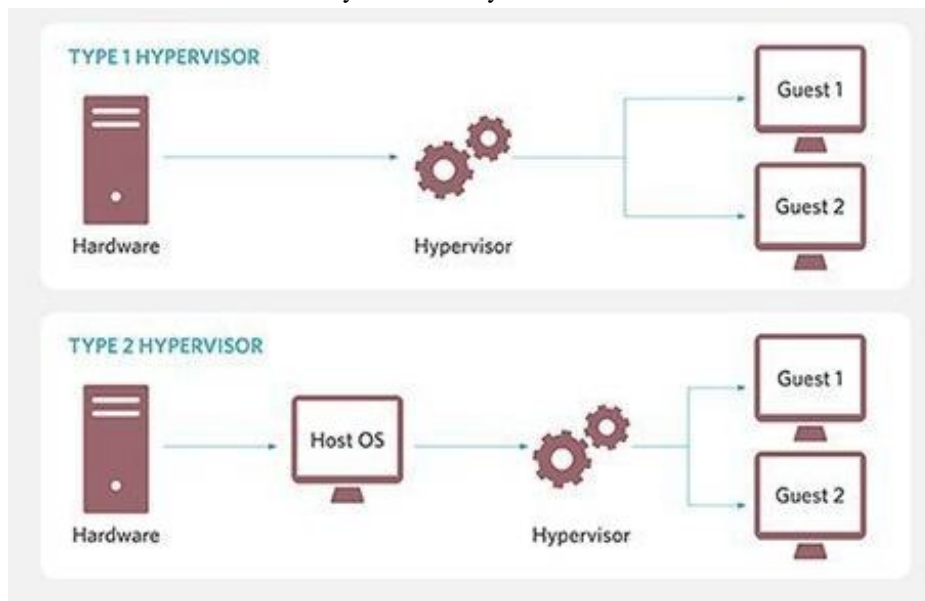 TYPE 1 HYPERVISOR
Guest 1
Guest 2
Hardware
Hypervisor
TYPE 2 HYPERVISOR
Guest 1
Host OS
Guest 2
Hardware
Hypervisor